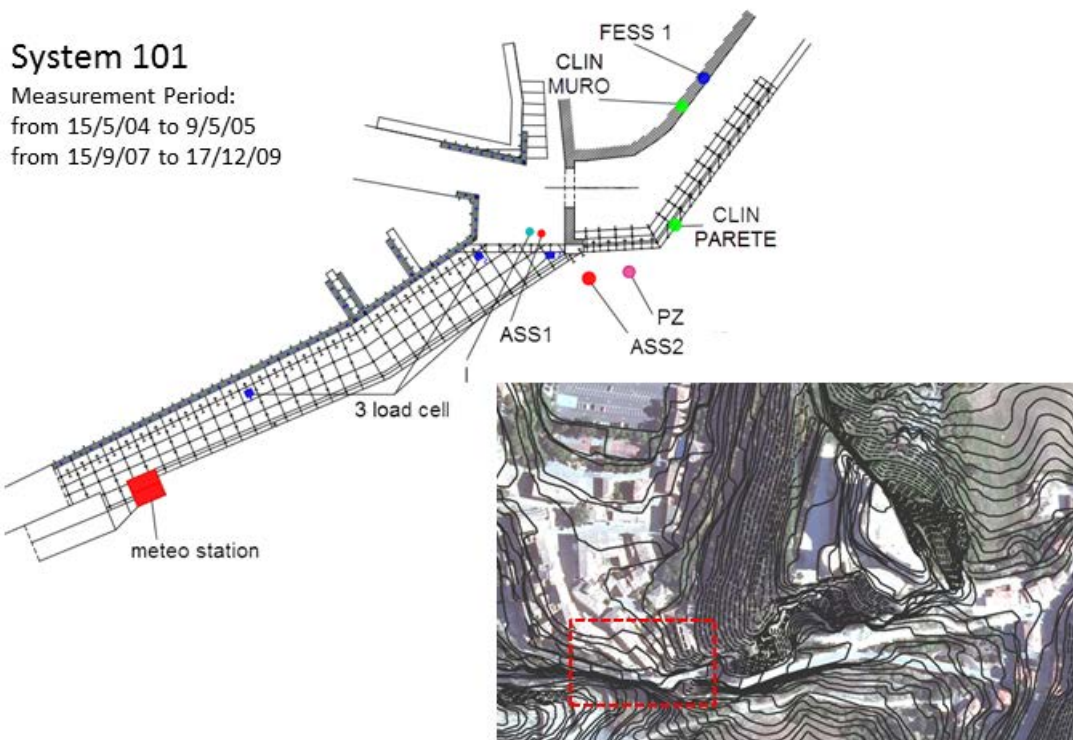 System 101
Measurement Period:
from 15/5/04 to 9/5/05
from 15/9/07 to 17/12/09
FESS 1
CLIN
MURO
CLIN
PARETE
PZ
ASS2
ASS1
I
3 load cell
meteo station